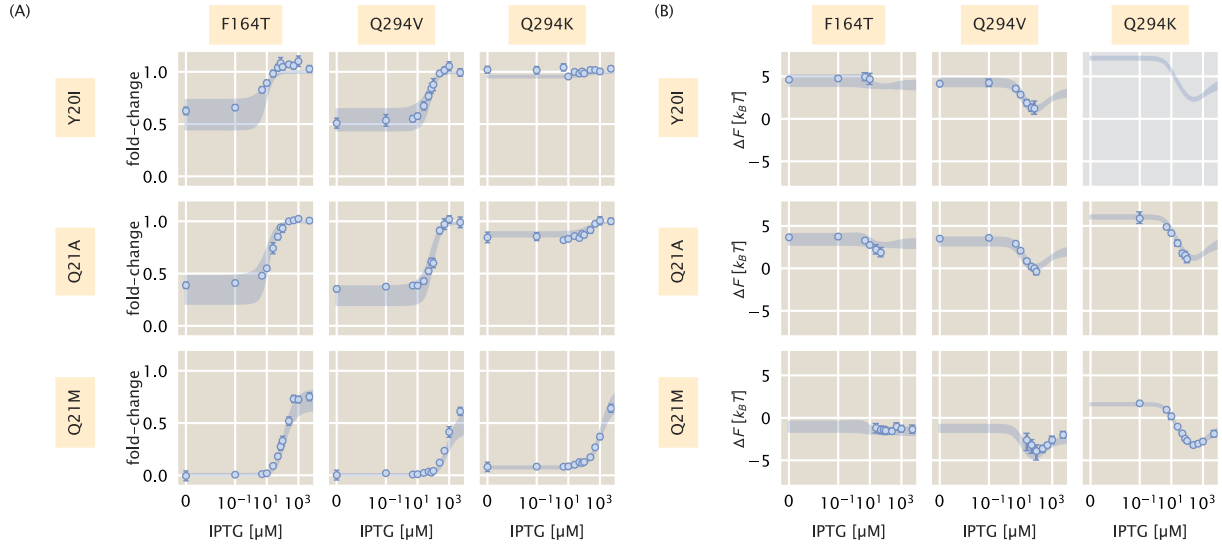 (A)
F164T Q294V Q294K
Y20I
fold–change
1.0
0.5
0.0
Q21A
fold–change
1.0
0.5
0.0
Q21M
fold–change
1.0
0.5
0.0
0 10⁻¹ 10¹ 10³ 0 10⁻¹ 10¹ 10³ 0 10⁻¹ 10¹ 10³
IPTG [µM] IPTG [µM] IPTG [µM]
(B)
F164T Q294V Q294K
Y20I
ΔF [k_BT]
5
0
−5
Q21A
ΔF [k_BT]
5
0
−5
Q21M
ΔF [k_BT]
5
0
−5
0 10⁻¹ 10¹ 10³ 0 10⁻¹ 10¹ 10³ 0 10⁻¹ 10¹ 10³
IPTG [µM] IPTG [µM] IPTG [µM]